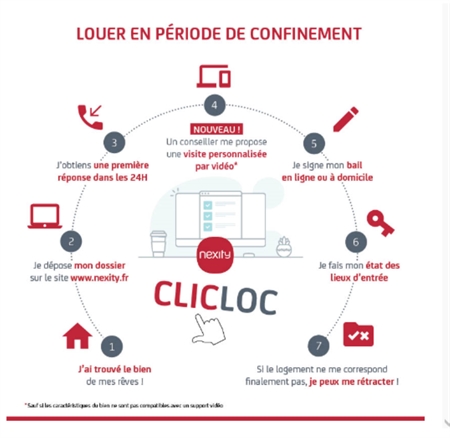 LOUER EN PÉRIODE DE CONFINEMENT
4
NOUVEAU !
Un conseiller me propose
une visite personnalisée
par vidéo*
3
J'obtiens une première
réponse dans les 24H
5
Je signe mon bail
en ligne ou à domicile
2
Je dépose mon dossier
sur le site www.nexity.fr
6
Je fais mon état des
lieux d'entrée
nexity
CLICLOC
1
J'ai trouvé le bien
de mes rêves !
7
Si le logement ne me correspond
finalement pas, je peux me rétracter !
*Sauf si les caractéristiques du bien ne sont pas compatibles avec un support vidéo